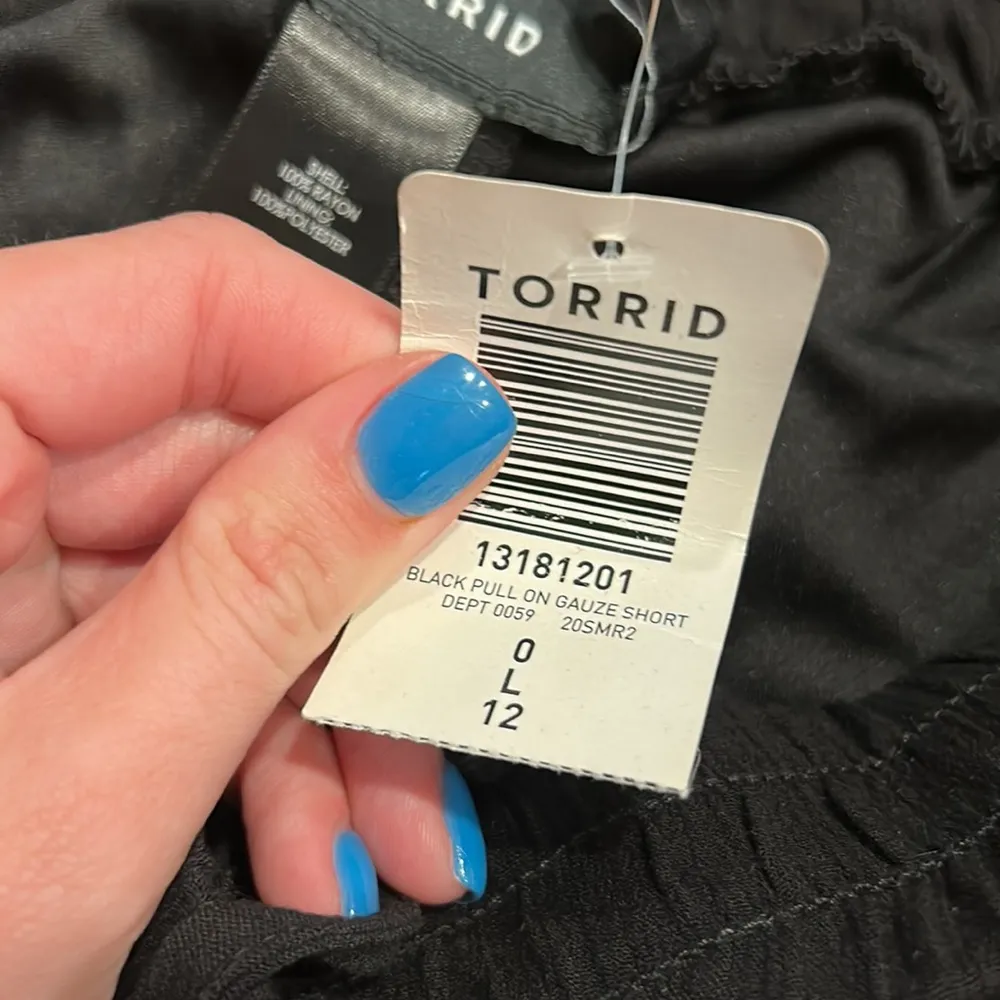 RRID
SHELL:
100% RAYON
LINING:
100%POLYESTER
TORRID
13181201
BLACK PULL ON GAUZE SHORT
DEPT 0059 20SMR2
0
L
12